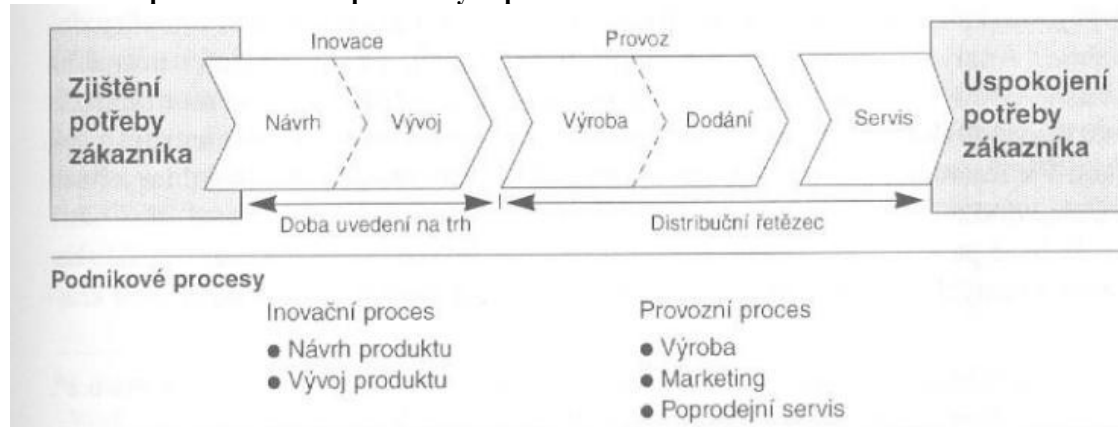 Inovace
Provoz
Zjištění
potřeby
zákazníka
Návrh
Vývoj
Výroba
Dodání
Servis
Uspokojení
potřeby
zákazníka
Doba uvedení na trh
Distribuční řetězec
Podnikové procesy
Inovační proces
● Návrh produktu
● Vývoj produktu
Provozní proces
● Výroba
● Marketing
● Poprodejní servis